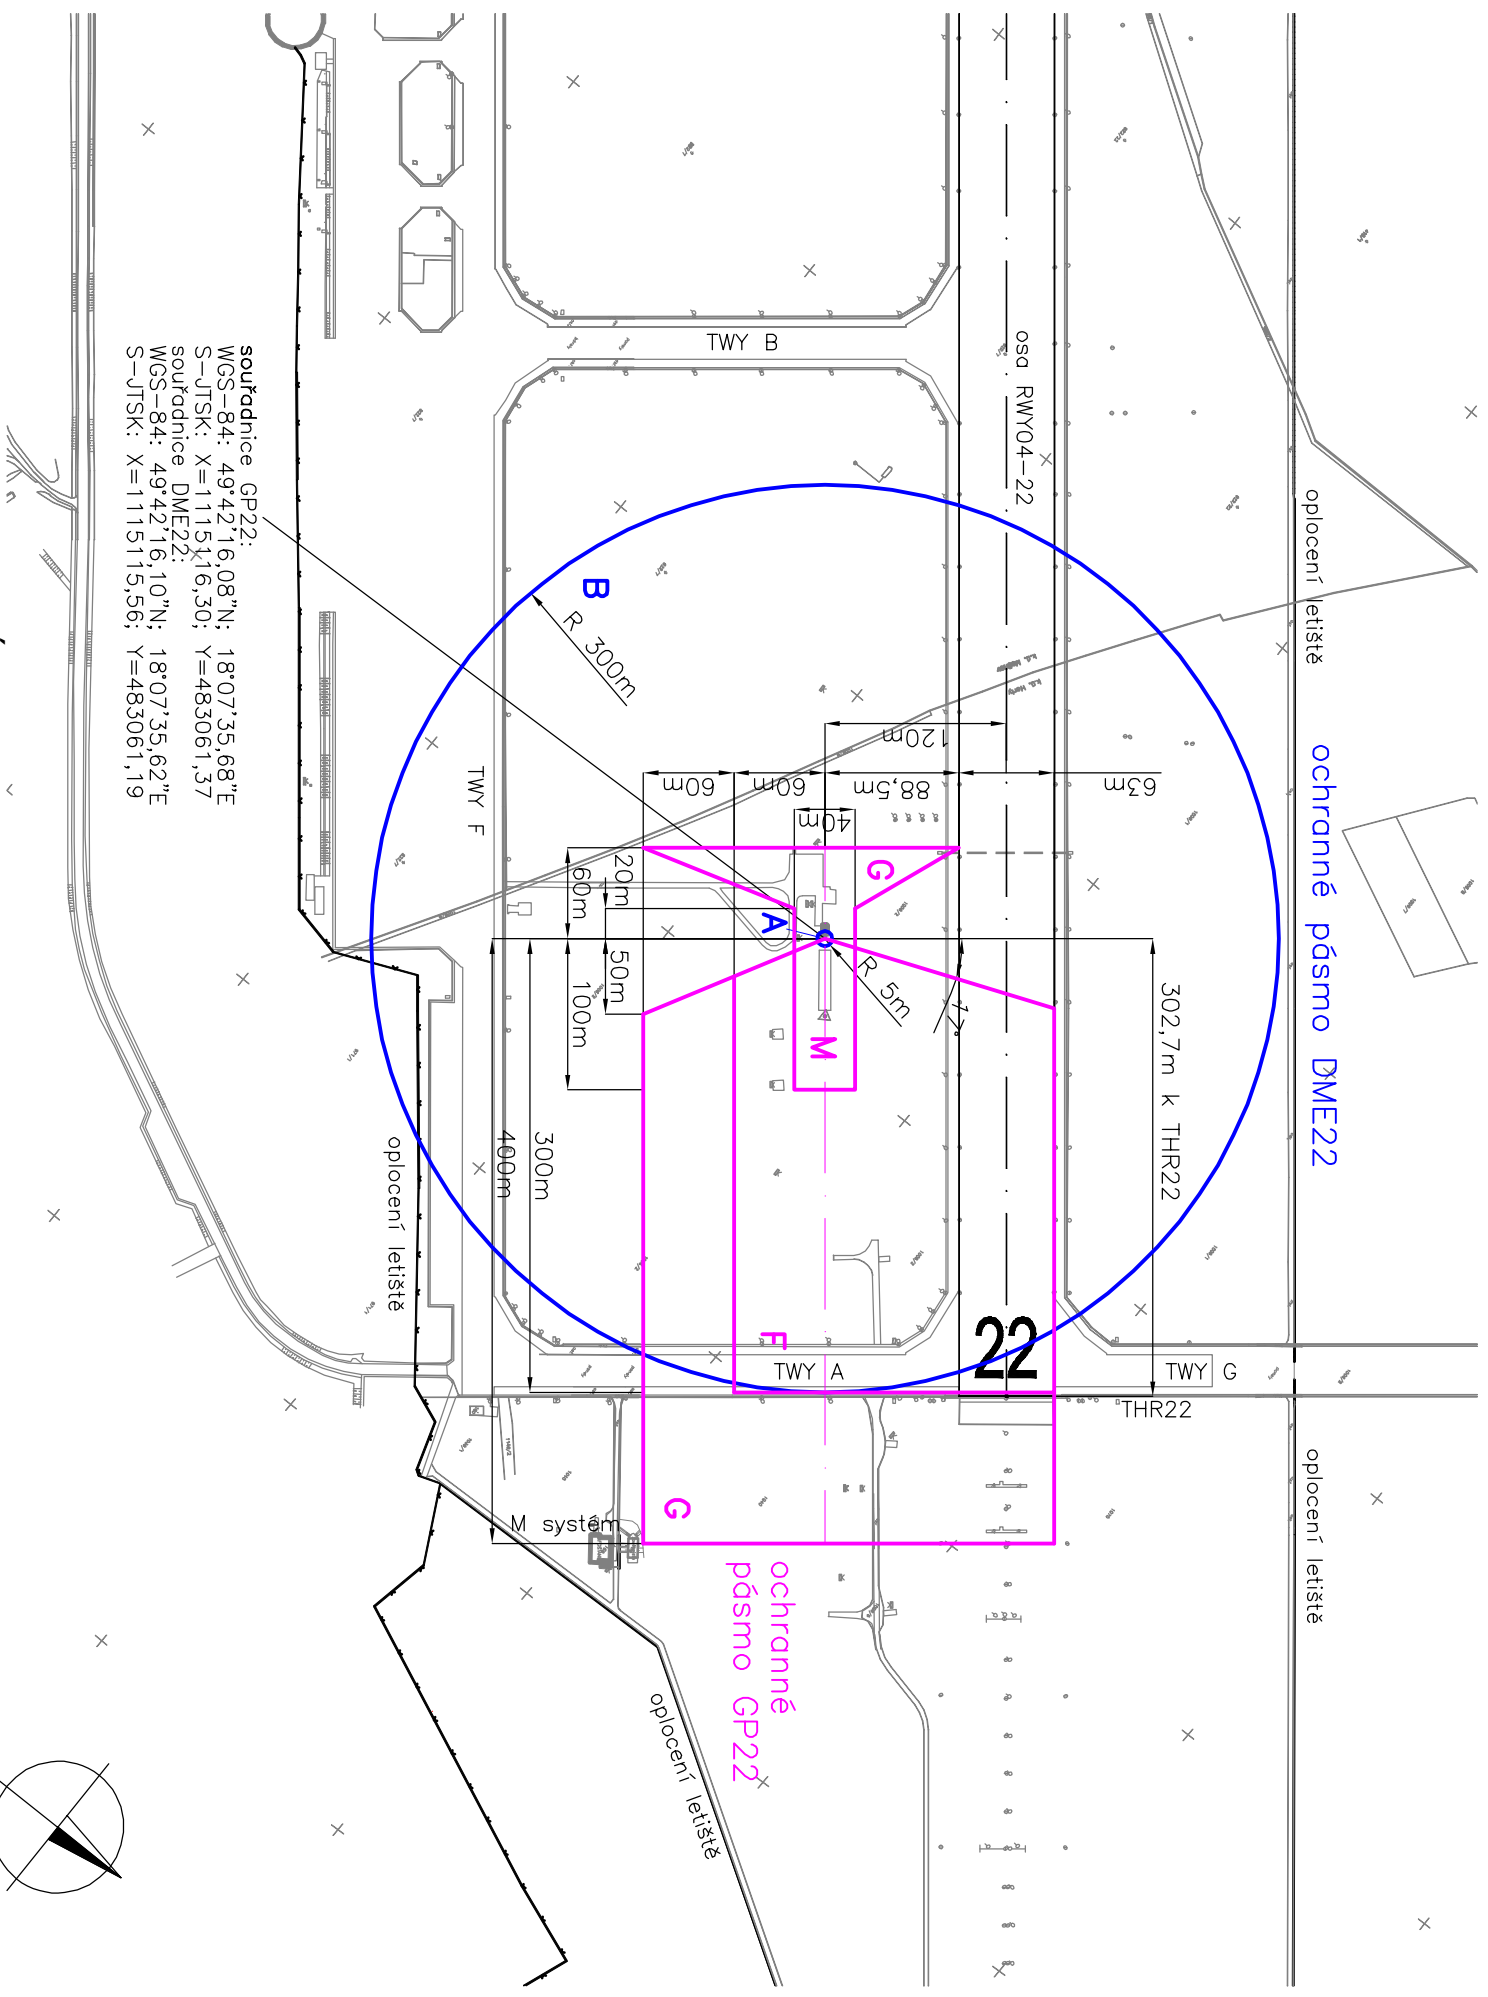 souřadnice GP22:
WGS-84: 49°42'16,08"N; 18°07'35,68"E
S-JTSK: X=1115116,30; Y=483061,37
souřadnice DME22:
WGS-84: 49°42'16,10"N; 18°07'35,62"E
S-JTSK: X=1115115,56; Y=483061,19
TWY B
osa RWY04-22
oplocení letiště
ochranné pásmo DME22
B
R 300m
TWY F
120m
60m
60m
88,5m
63m
40m
G
20m
60m
A
50m
100m
R 5m
17°
M
302,7m k THR22
300m
400m
oplocení letiště
F
22
TWY A
TWY G
THR22
G
M systém
oplocení letiště
ochranné
pásmo GP22
oplocení letiště